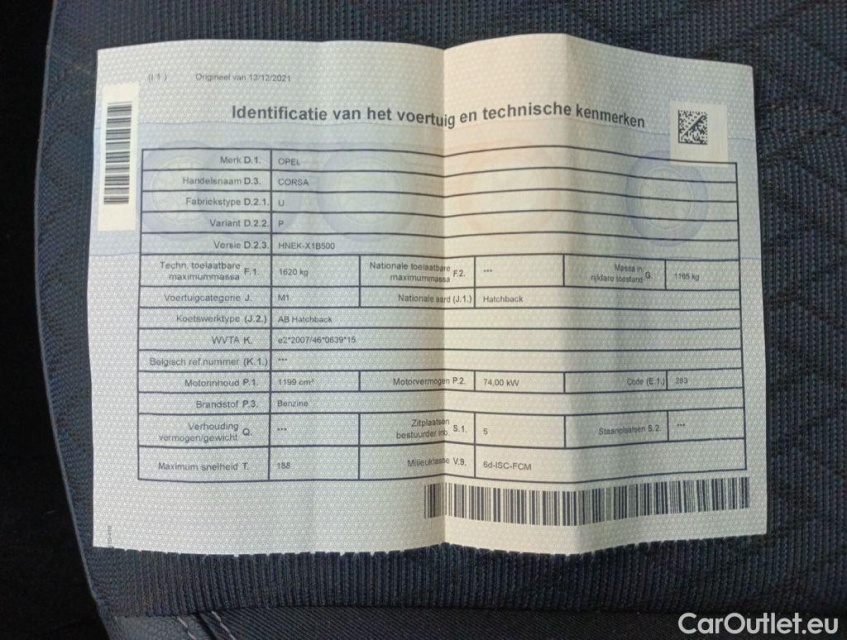 (I 1 ) Origineel van 13/12/2021
Identificatie van het voertuig en technische kenmerken
Merk D.1. OPEL
Handelsnaam D.3. CORSA
Fabriekstype D.2.1. U
Variant D.2.2. P
Versie D.2.3. HNEK-X1B500
Techn. toelaatbare maximummassa F.1. 1620 kg Nationale toelaatbare maximummassa F.2. *** Massa in rijklare toestand G. 1165 kg
Voertuigcategorie J. M1 Nationale aard (J.1.) Hatchback
Koetswerktype (J.2.) AB Hatchback
WVTA K. e2*2007/46*0639*15
Belgisch ref.nummer (K.1.) ***
Motorinhoud P.1. 1199 cm³ Motorvermogen P.2. 74,00 kW Code (E.1.) 283
Brandstof P.3. Benzine
Verhouding vermogen/gewicht Q. *** Zitplaatsen bestuurder inb. S.1. 5 Staanplaatsen S.2. ***
Maximum snelheid T. 188 Milieuklasse V.9. 6d-ISC-FCM
CarOutlet.eu